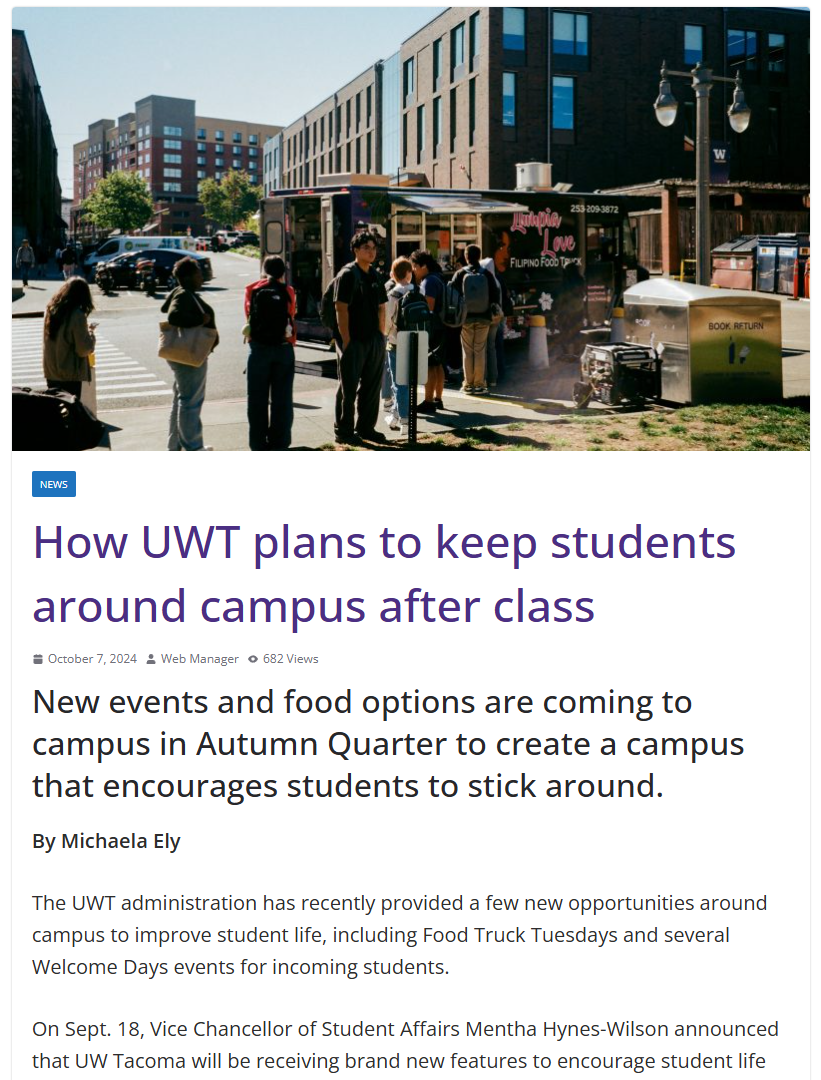 253-209-3872
Lumpia
Love
FILIPINO FOOD TRUCK
W
BOOK RETURN
NEWS
How UWT plans to keep students
around campus after class
October 7, 2024 Web Manager 682 Views
New events and food options are coming to
campus in Autumn Quarter to create a campus
that encourages students to stick around.
By Michaela Ely
The UWT administration has recently provided a few new opportunities around
campus to improve student life, including Food Truck Tuesdays and several
Welcome Days events for incoming students.
On Sept. 18, Vice Chancellor of Student Affairs Mentha Hynes-Wilson announced
that UW Tacoma will be receiving brand new features to encourage student life